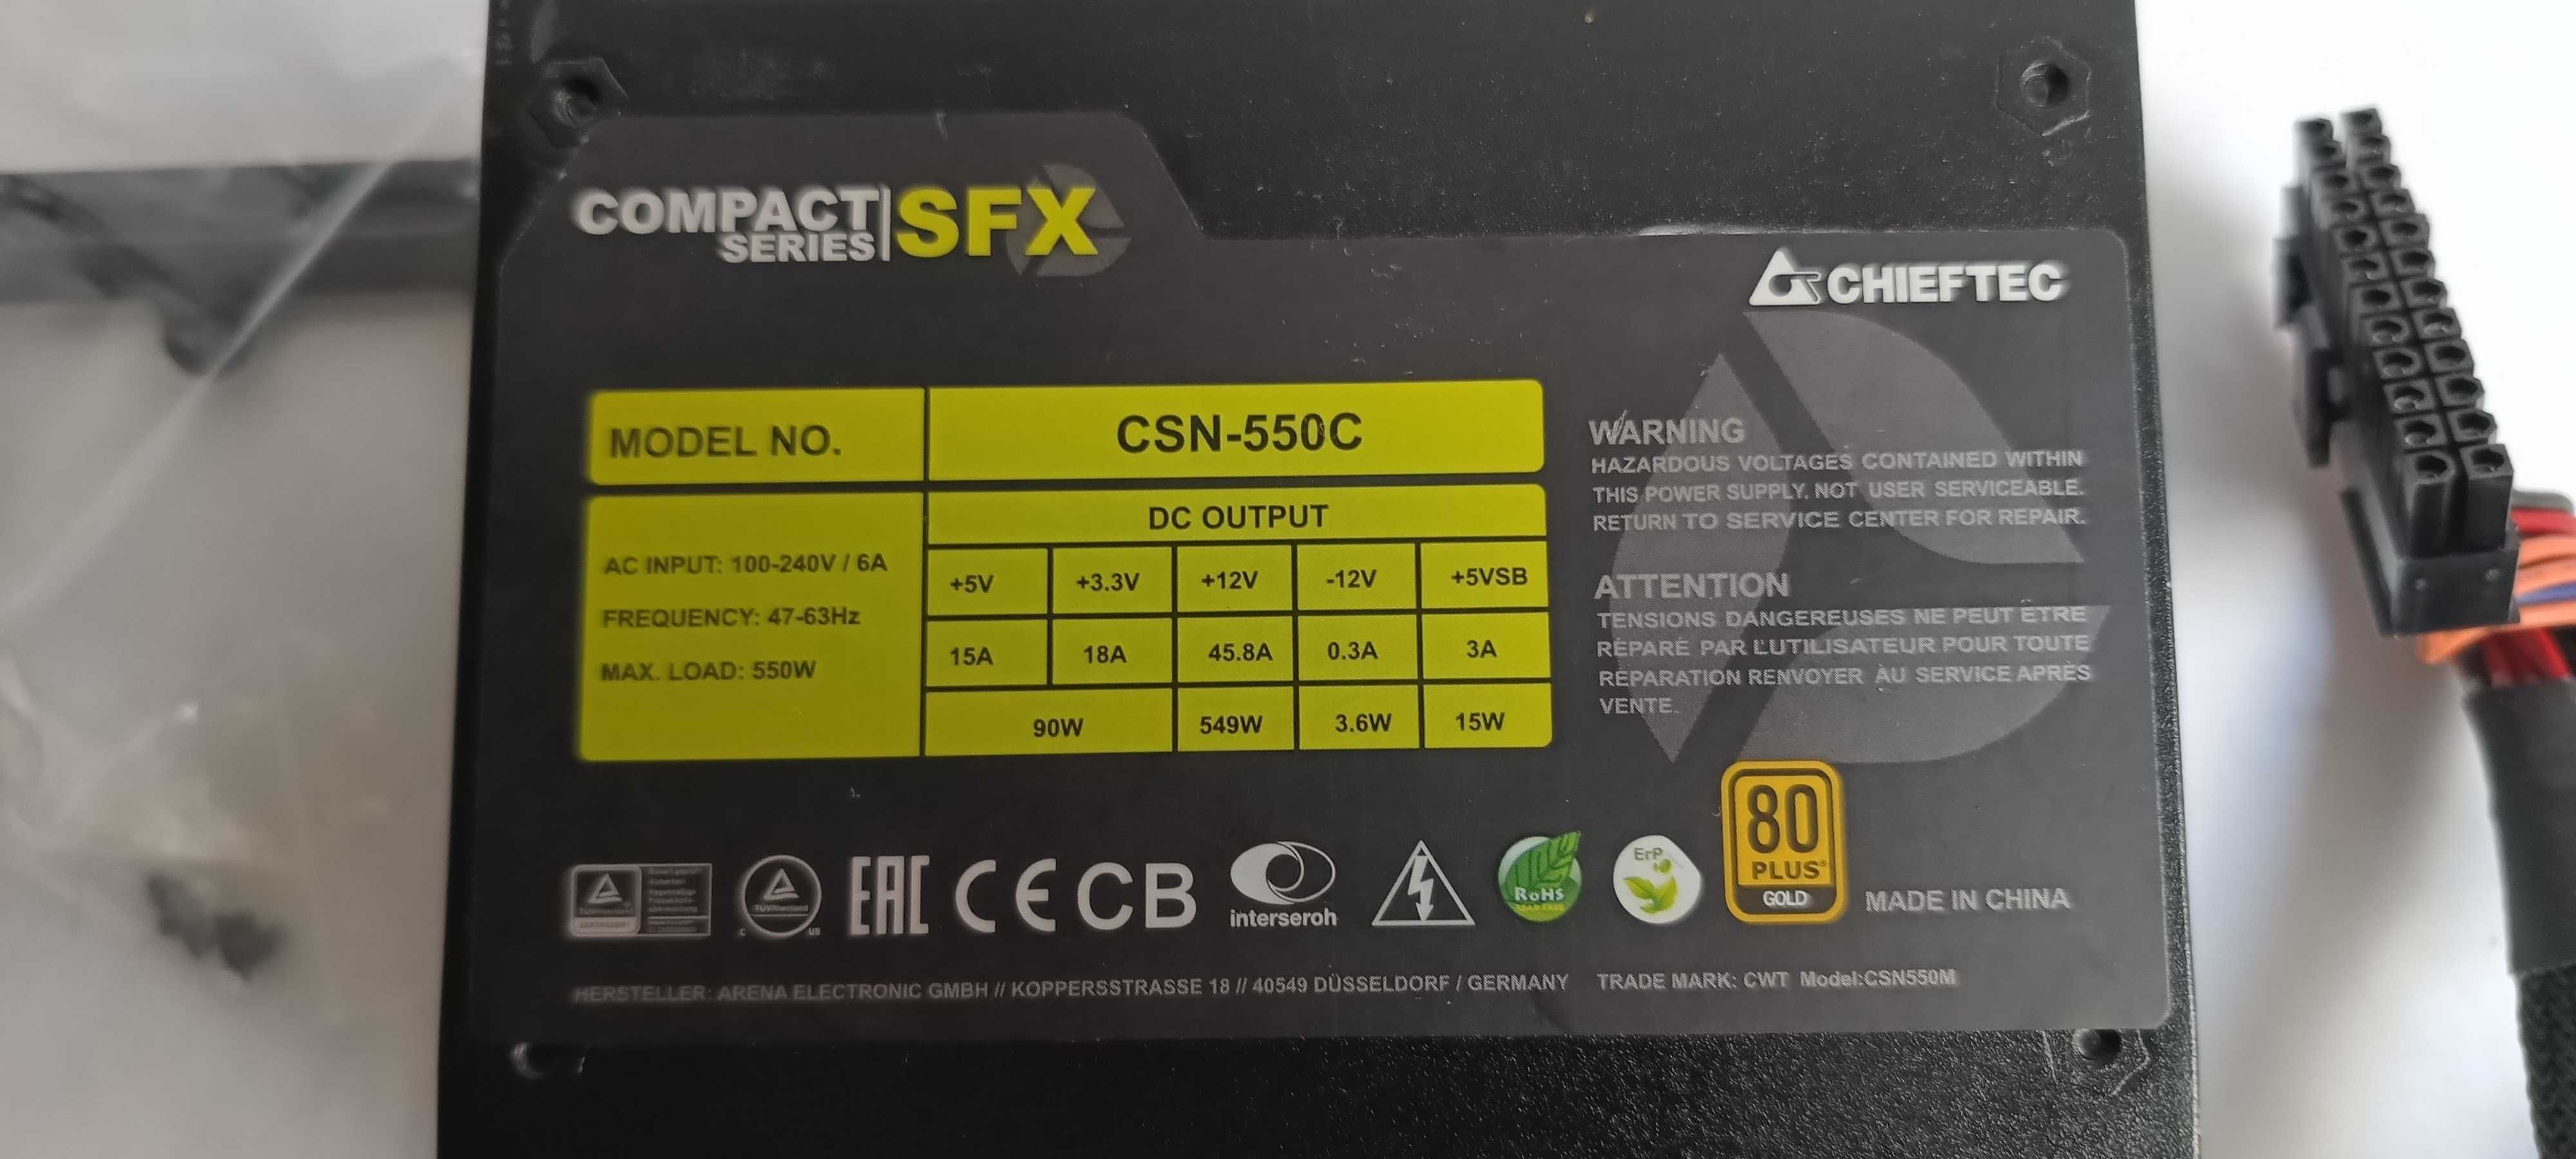 COMPACT
SERIES
SFX
CHIEFTEC
MODEL NO.
CSN-550C
AC INPUT: 100-240V / 6A
FREQUENCY: 47-63Hz
MAX. LOAD: 550W
DC OUTPUT
+5V +3.3V +12V -12V +5VSB
15A 18A 45.8A 0.3A 3A
90W 549W 3.6W 15W
WARNING
HAZARDOUS VOLTAGES CONTAINED WITHIN
THIS POWER SUPPLY. NOT USER SERVICEABLE.
RETURN TO SERVICE CENTER FOR REPAIR.
ATTENTION
TENSIONS DANGEREUSES NE PEUT ETRE
RÉPARÉ PAR L'UTILISATEUR POUR TOUTE
RÉPARATION RENVOYER AU SERVICE APRÈS
VENTE.
TÜVRheinland
TÜVRheinland
C US
EAC
CE
CB
interseroh
RoHS
ErP
80
PLUS®
GOLD
MADE IN CHINA
HERSTELLER: ARENA ELECTRONIC GMBH // KOPPERSSTRASSE 18 // 40549 DÜSSELDORF / GERMANY TRADE MARK: CWT Model:CSN550M